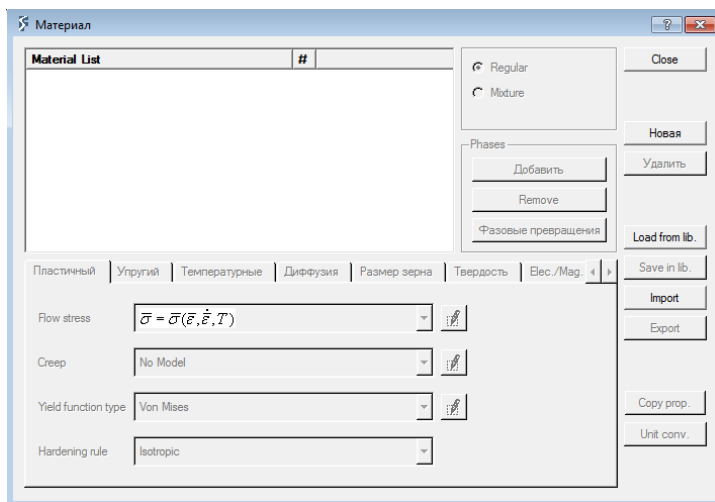 Материал
Material List #
Regular
Mixture
Phases
Добавить
Remove
Фазовые превращения
Close
Новая
Удалить
Load from lib.
Save in lib.
Import
Export
Copy prop.
Unit conv.
Пластичный Упругий Температурные Диффузия Размер зерна Твердость Elec./Mag.
Flow stress σ̄ = σ̄(ε̄, ε̄̇, T)
Creep No Model
Yield function type Von Mises
Hardening rule Isotropic